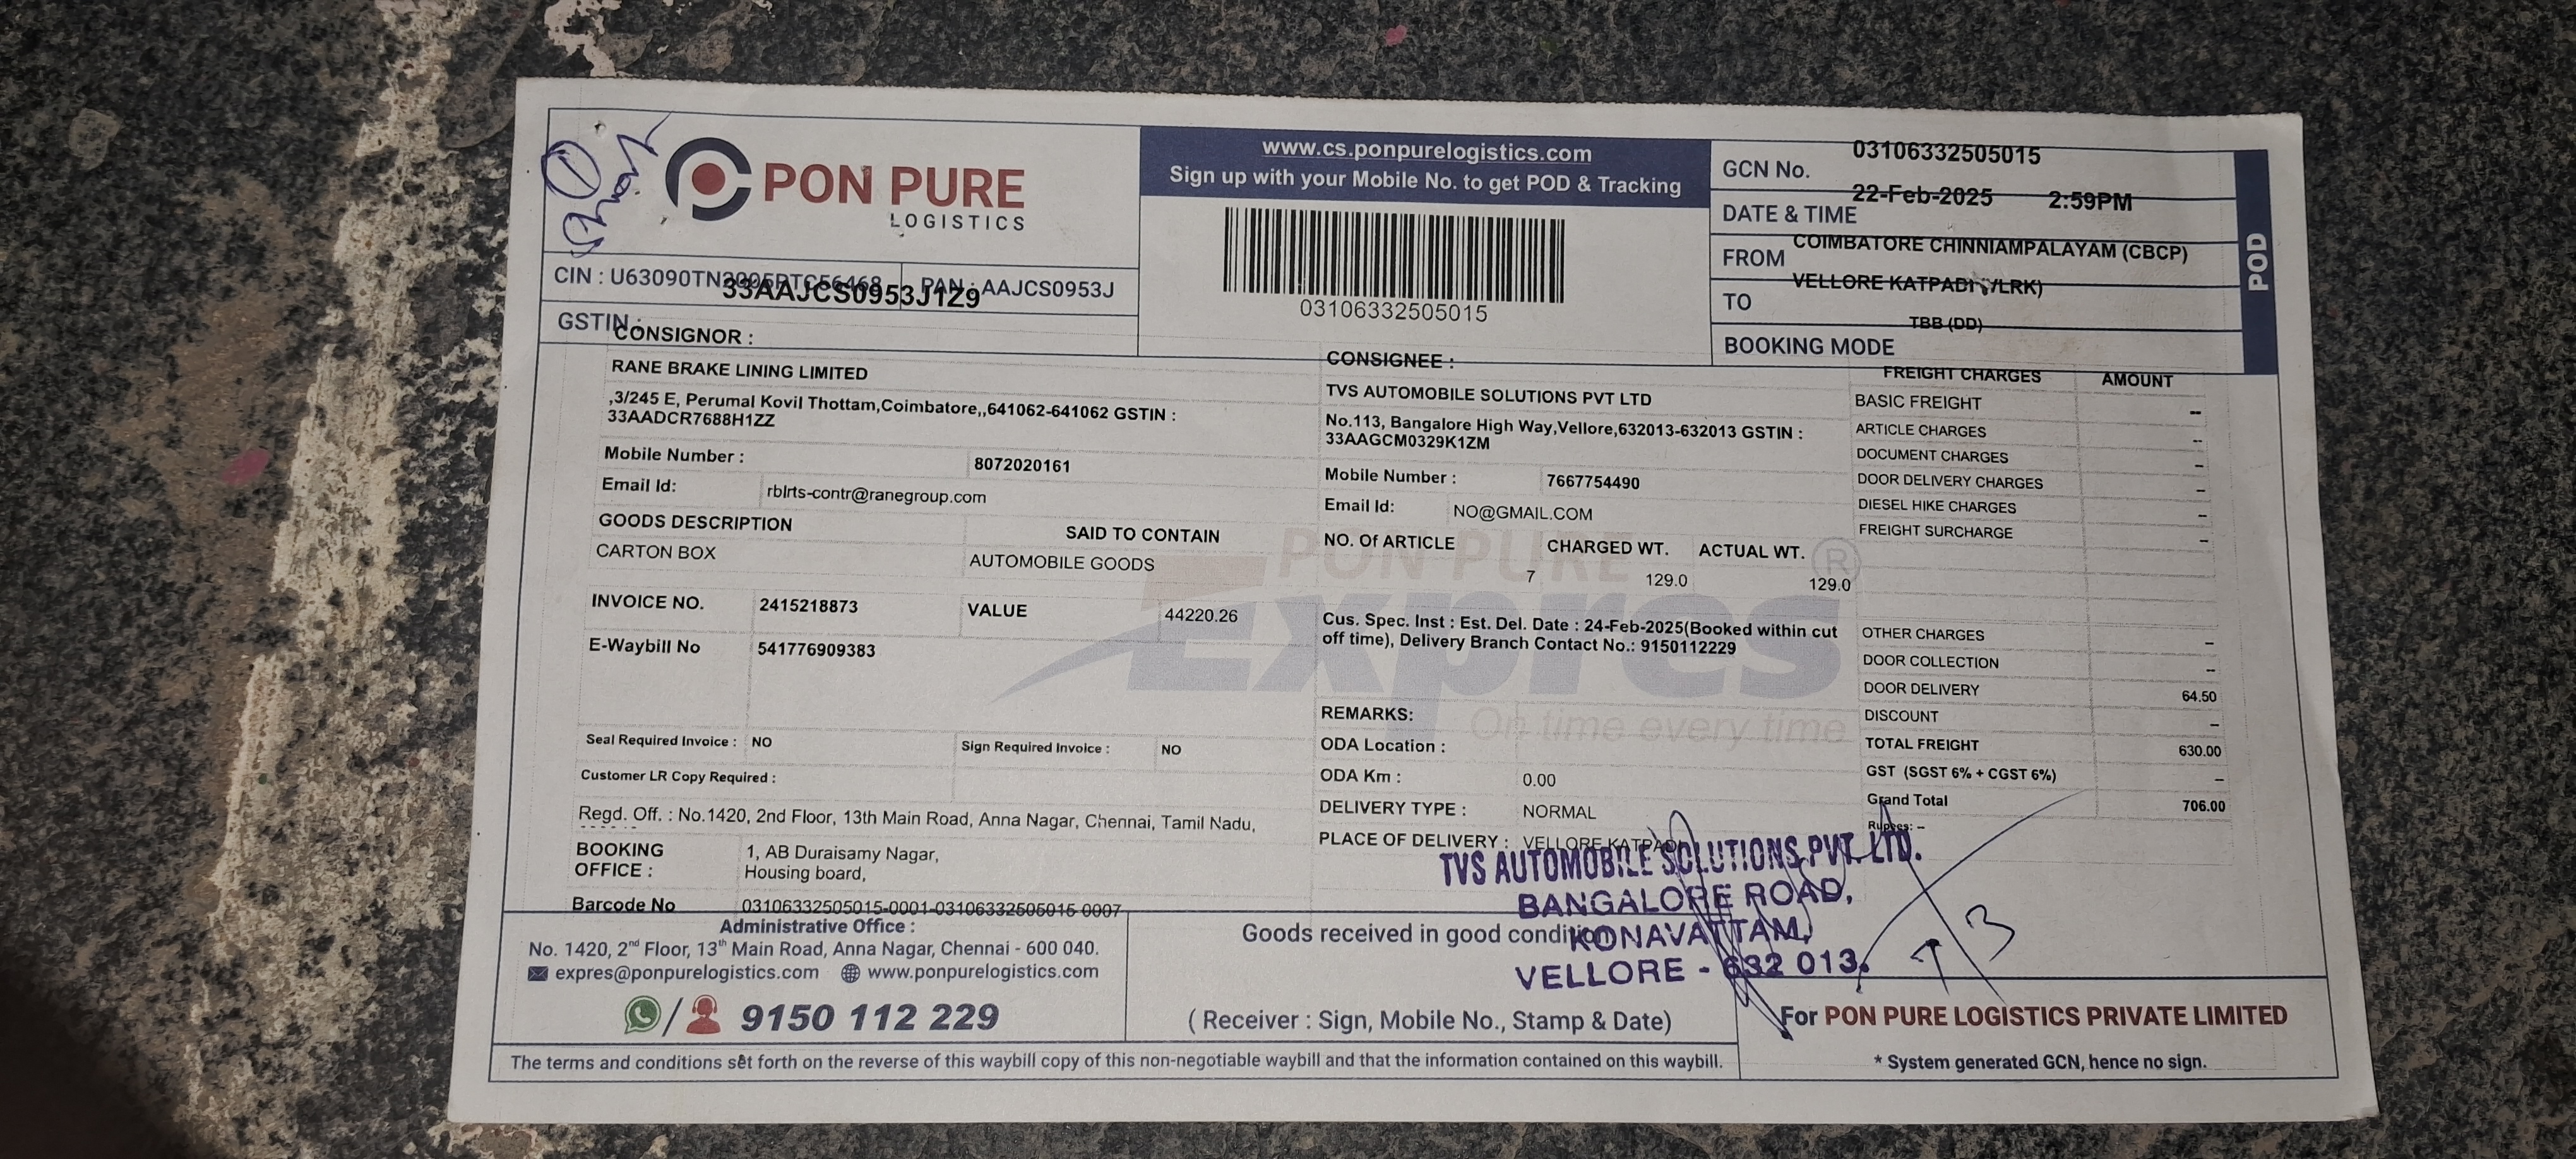 PON PURE
LOGISTICS
www.cs.ponpurelogistics.com
Sign up with your Mobile No. to get POD & Tracking
03106332505015
GCN No. 03106332505015
DATE & TIME 22-Feb-2025 2:59PM
FROM COIMBATORE CHINNIAMPALAYAM (CBCP)
TO VELLORE KATPADI
BOOKING MODE TBB (DD)
POD
CIN : PAN : AAJCS0953J
GSTIN : 33AAJCS0953J1Z9
CONSIGNOR :
RANE BRAKE LINING LIMITED
,3/245 E, Perumal Kovil Thottam,Coimbatore,,641062-641062 GSTIN :
33AADCR7688H1ZZ
Mobile Number : 8072020161
Email Id: rblrts-contr@ranegroup.com
GOODS DESCRIPTION SAID TO CONTAIN
CARTON BOX AUTOMOBILE GOODS
INVOICE NO. 2415218873 VALUE 44220.26
E-Waybill No 541776909383
Seal Required Invoice : NO Sign Required Invoice : NO
Customer LR Copy Required :
Regd. Off. : No.1420, 2nd Floor, 13th Main Road, Anna Nagar, Chennai, Tamil Nadu,
BOOKING OFFICE : 1, AB Duraisamy Nagar,
Housing board,
Barcode No 03106332505015-0001-03106332505015-0007
CONSIGNEE :
TVS AUTOMOBILE SOLUTIONS PVT LTD
No.113, Bangalore High Way,Vellore,632013-632013 GSTIN :
33AAGCM0329K1ZM
Mobile Number : 7667754490
Email Id: NO@GMAIL.COM
NO. Of ARTICLE CHARGED WT. ACTUAL WT.
7 129.0 129.0
Cus. Spec. Inst : Est. Del. Date : 24-Feb-2025(Booked within cut
off time), Delivery Branch Contact No.: 9150112229
REMARKS:
ODA Location :
ODA Km : 0.00
DELIVERY TYPE : NORMAL
PLACE OF DELIVERY : VELLORE KATPADI
PON PURE
Expres ®
On time every time
FREIGHT CHARGES AMOUNT
BASIC FREIGHT --
ARTICLE CHARGES --
DOCUMENT CHARGES --
DOOR DELIVERY CHARGES --
DIESEL HIKE CHARGES --
FREIGHT SURCHARGE --
OTHER CHARGES --
DOOR COLLECTION --
DOOR DELIVERY 64.50
DISCOUNT --
TOTAL FREIGHT 630.00
GST (SGST 6% + CGST 6%) --
Grand Total 706.00
Rupees: --
TVS AUTOMOBILE SOLUTIONS PVT. LTD.
BANGALORE ROAD,
KONAVATTAM,
VELLORE - 632 013.
Administrative Office :
No. 1420, 2nd Floor, 13th Main Road, Anna Nagar, Chennai - 600 040.
expres@ponpurelogistics.com www.ponpurelogistics.com
9150 112 229
Goods received in good condition
( Receiver : Sign, Mobile No., Stamp & Date)
For PON PURE LOGISTICS PRIVATE LIMITED
* System generated GCN, hence no sign.
The terms and conditions set forth on the reverse of this waybill copy of this non-negotiable waybill and that the information contained on this waybill.